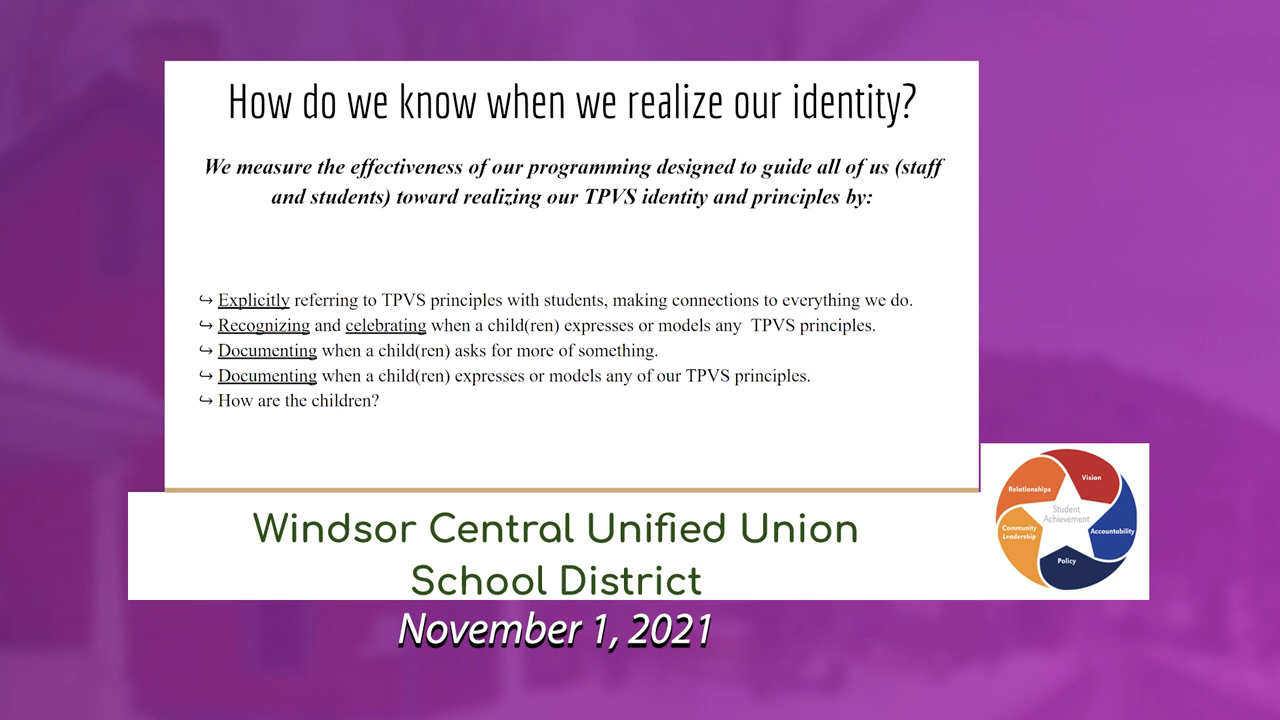 How do we know when we realize our identity?
We measure the effectiveness of our programming designed to guide all of us (staff
and students) toward realizing our TPVS identity and principles by:
↪ Explicitly referring to TPVS principles with students, making connections to everything we do.
↪ Recognizing and celebrating when a child(ren) expresses or models any  TPVS principles.
↪ Documenting when a child(ren) asks for more of something.
↪ Documenting when a child(ren) expresses or models any of our TPVS principles.
↪ How are the children?
Relationships
Vision
Student
Achievement
Community
Leadership
Accountability
Policy
Windsor Central Unified Union
School District
November 1, 2021